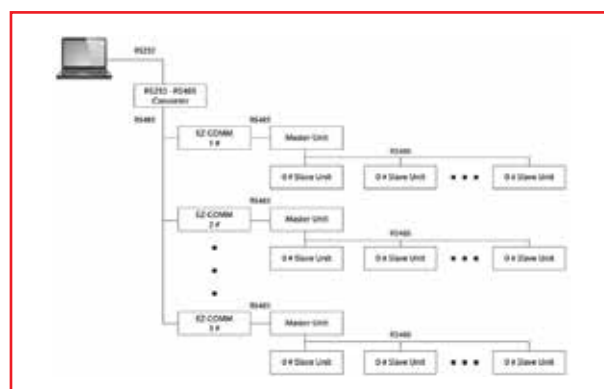 RS232
RS232 - RS485
Converter
RS485
EZ-COMM
1 #
RS485
Master Unit
RS485
0 # Slave Unit
0 # Slave Unit
0 # Slave Unit
EZ-COMM
2 #
RS485
Master Unit
RS485
0 # Slave Unit
0 # Slave Unit
0 # Slave Unit
EZ-COMM
3 #
RS485
Master Unit
RS485
0 # Slave Unit
0 # Slave Unit
0 # Slave Unit